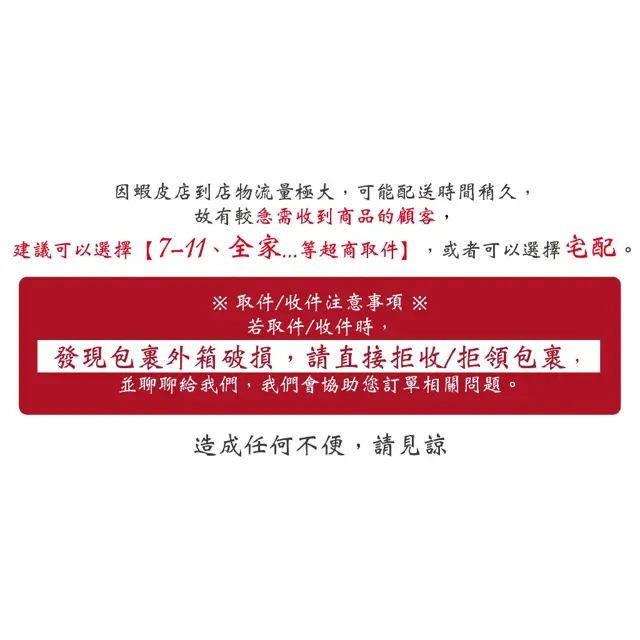 因蝦皮店到店物流量極大，可能配送時間稍久，
故有較急需收到商品的顧客，
建議可以選擇【7-11、全家...等超商取件】，或者可以選擇宅配。
※ 取件/收件注意事項 ※
若取件/收件時，
發現包裹外箱破損，請直接拒收/拒領包裹，
並聊聊給我們，我們會協助您訂單相關問題。
造成任何不便，請見諒